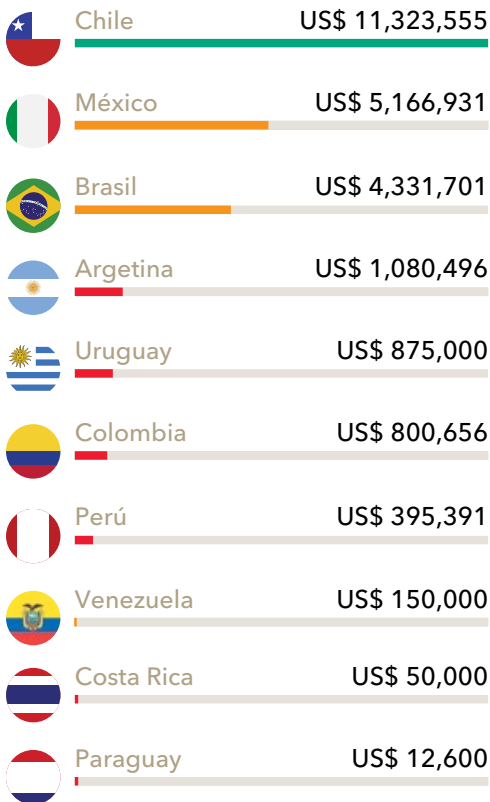 Chile US$ 11,323,555
México US$ 5,166,931
Brasil US$ 4,331,701
Argetina US$ 1,080,496
Uruguay US$ 875,000
Colombia US$ 800,656
Perú US$ 395,391
Venezuela US$ 150,000
Costa Rica US$ 50,000
Paraguay US$ 12,600